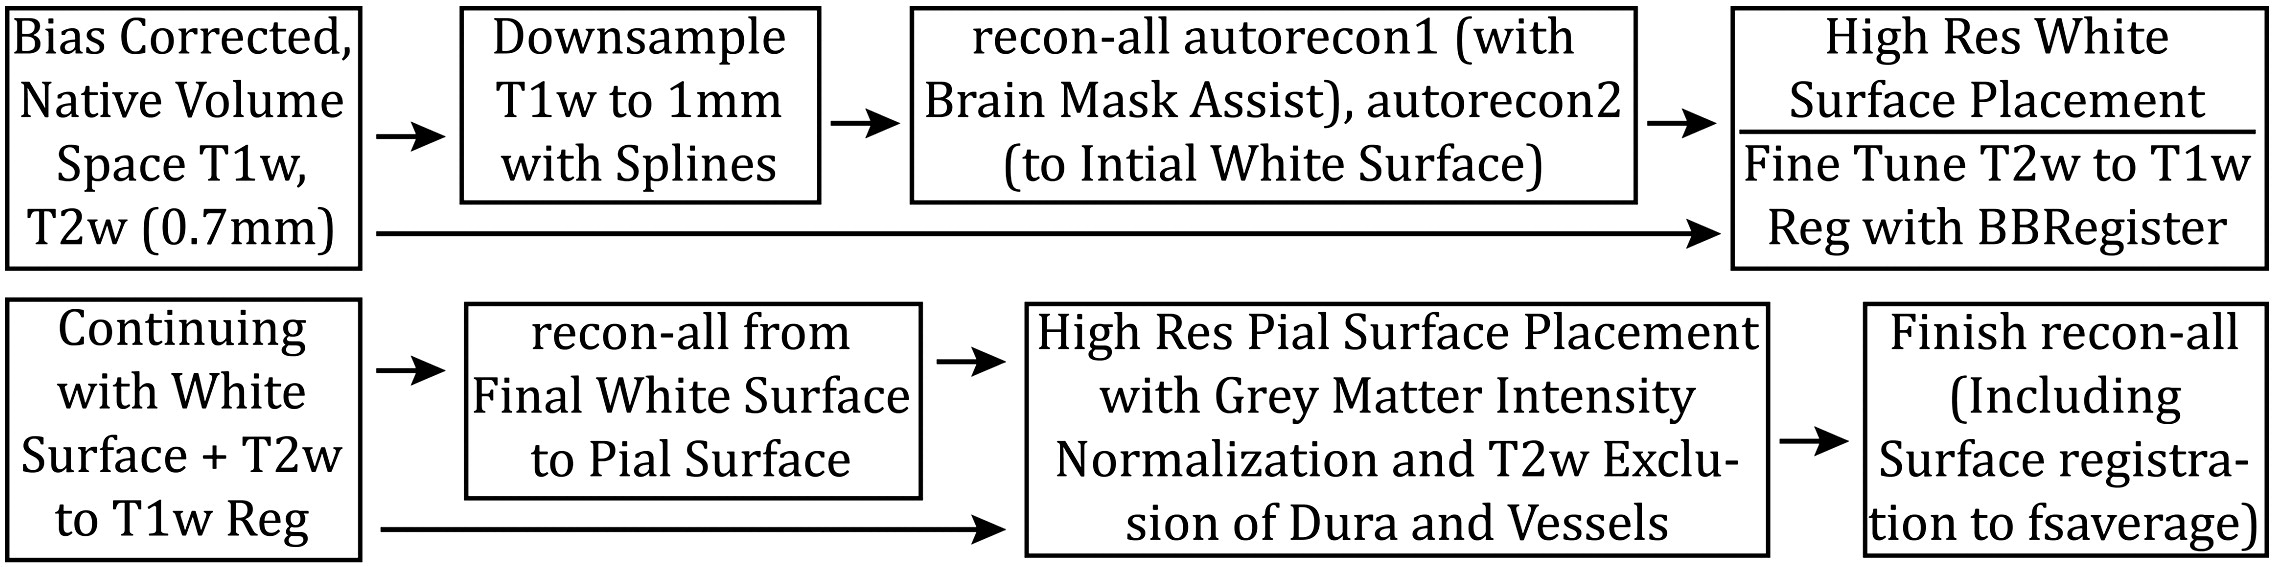 Bias Corrected,
Native Volume
Space T1w,
T2w (0.7mm)
Downsample
T1w to 1mm
with Splines
recon-all autorecon1 (with
Brain Mask Assist), autorecon2
(to Intial White Surface)
High Res White
Surface Placement
Fine Tune T2w to T1w
Reg with BBRegister
Continuing
with White
Surface + T2w
to T1w Reg
recon-all from
Final White Surface
to Pial Surface
High Res Pial Surface Placement
with Grey Matter Intensity
Normalization and T2w Exclu-
sion of Dura and Vessels
Finish recon-all
(Including
Surface registra-
tion to fsaverage)